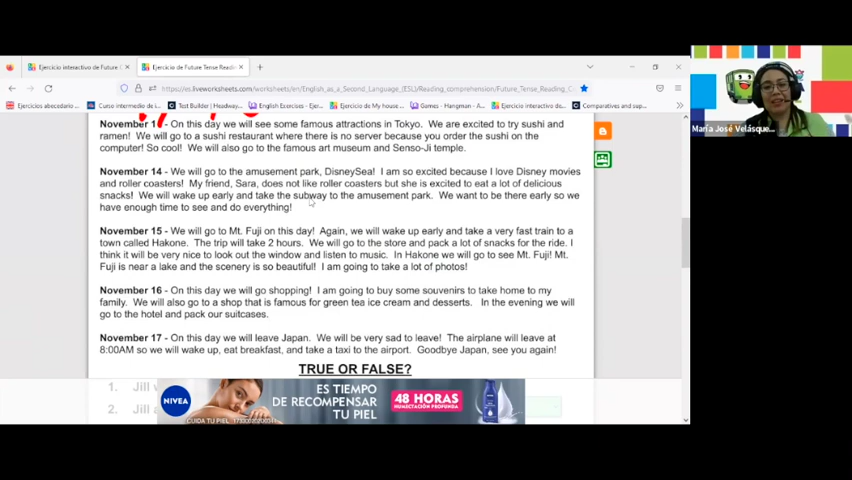 Ejercicio interactivo de Future C
Ejercicio de Future Tense Readi
https://es.liveworksheets.com/worksheets/en/English_as_a_Second_Language_(ESL)/Reading_comprehension/Future_Tense_Reading_C
Ejercicios abecedario
Curso intermedio de i
Test Builder | Headway
English Exercises - Ejer
Ejercicio de My house
Games - Hangman - A
Ejercicio interactivo de
Comparatives and sup
On this day we will see some famous attractions in Tokyo. We are excited to try sushi and
ramen! We will go to a sushi restaurant where there is no server because you order the sushi on the
computer! So cool! We will also go to the famous art museum and Senso-Ji temple.
November 14 - We will go to the amusement park, DisneySea! I am so excited because I love Disney movies
and roller coasters! My friend, Sara, does not like roller coasters but she is excited to eat a lot of delicious
snacks! We will wake up early and take the subway to the amusement park. We want to be there early so we
have enough time to see and do everything!
November 15 - We will go to Mt. Fuji on this day! Again, we will wake up early and take a very fast train to a
town called Hakone. The trip will take 2 hours. We will go to the store and pack a lot of snacks for the ride. I
think it will be very nice to look out the window and listen to music. In Hakone we will go to see Mt. Fuji! Mt.
Fuji is near a lake and the scenery is so beautiful! I am going to take a lot of photos!
November 16 - On this day we will go shopping! I am going to buy some souvenirs to take home to my
family. We will also go to a shop that is famous for green tea ice cream and desserts. In the evening we will
go to the hotel and pack our suitcases.
November 17 - On this day we will leave Japan. We will be very sad to leave! The airplane will leave at
8:00AM so we will wake up, eat breakfast, and take a taxi to the airport. Goodbye Japan, see you again!
TRUE OR FALSE?
1. Jill
2. Jill
NIVEA
ES TIEMPO
DE RECOMPENSAR
TU PIEL
48 HORAS
HUMECTACIÓN PROFUNDA
CUIDA TU PIEL.
María José Velásque...